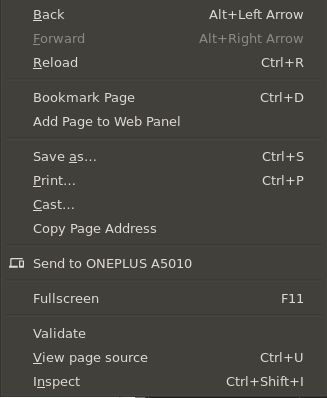 Back Alt+Left Arrow
Forward Alt+Right Arrow
Reload Ctrl+R
Bookmark Page Ctrl+D
Add Page to Web Panel
Save as... Ctrl+S
Print... Ctrl+P
Cast...
Copy Page Address
Send to ONEPLUS A5010
Fullscreen F11
Validate
View page source Ctrl+U
Inspect Ctrl+Shift+I